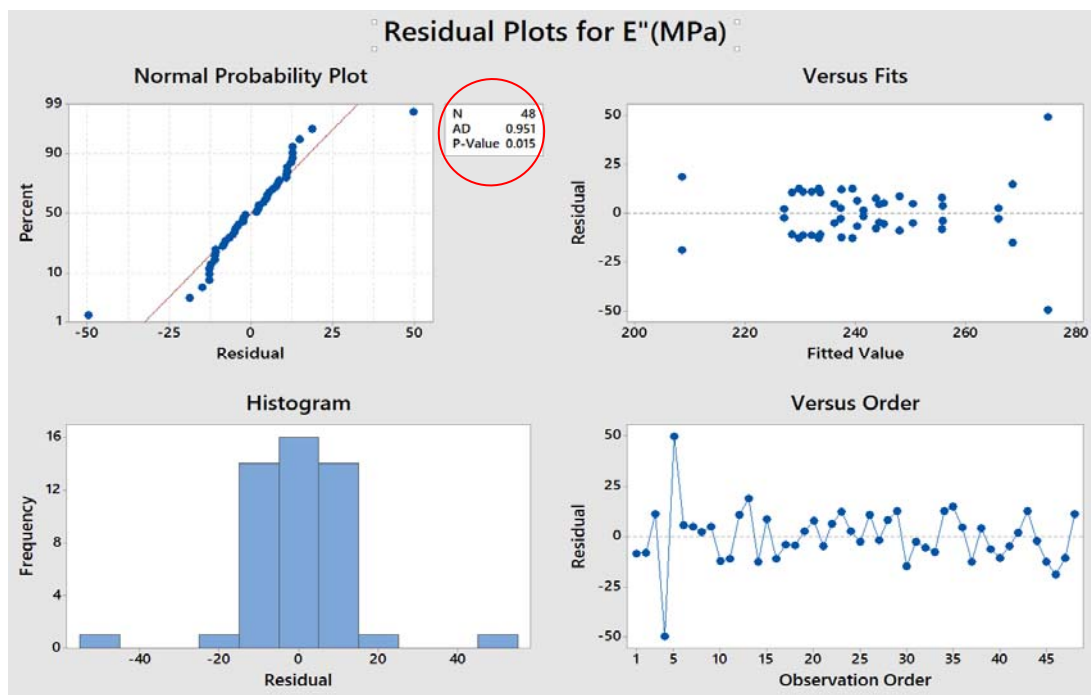 Residual Plots for E"(MPa)
Normal Probability Plot
99
90
50
10
1
Percent
-50 -25 0 25 50
Residual
N 48
AD 0.951
P-Value 0.015
Versus Fits
50
25
0
-25
-50
Residual
200 220 240 260 280
Fitted Value
Histogram
16
12
8
4
0
Frequency
-40 -20 0 20 40
Residual
Versus Order
50
25
0
-25
-50
Residual
1 5 10 15 20 25 30 35 40 45
Observation Order